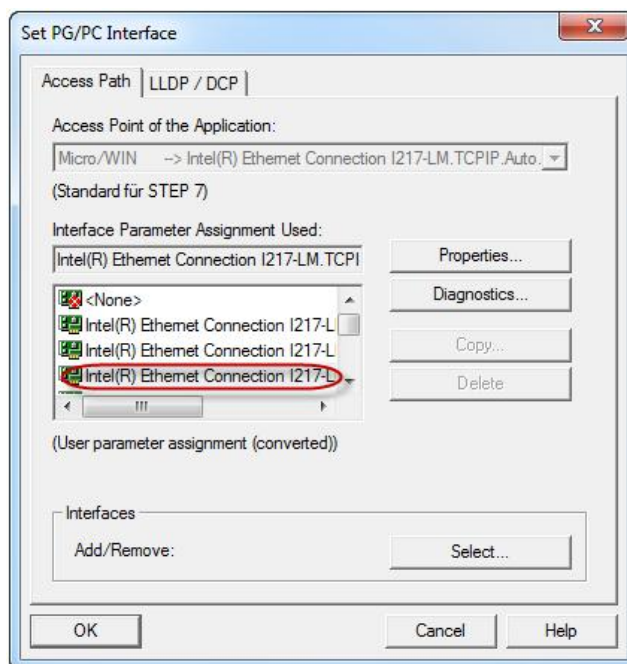 Set PG/PC Interface
Access Path
LLDP / DCP
Access Point of the Application:
Micro/WIN --> Intel(R) Ethernet Connection I217-LM.TCPIP.Auto.
(Standard für STEP 7)
Interface Parameter Assignment Used:
Intel(R) Ethernet Connection I217-LM.TCPI
Properties...
<None>
Intel(R) Ethernet Connection I217-L
Intel(R) Ethernet Connection I217-L
Intel(R) Ethernet Connection I217-L
Diagnostics...
Copy...
Delete
(User parameter assignment (converted))
Interfaces
Add/Remove:
Select...
OK
Cancel
Help